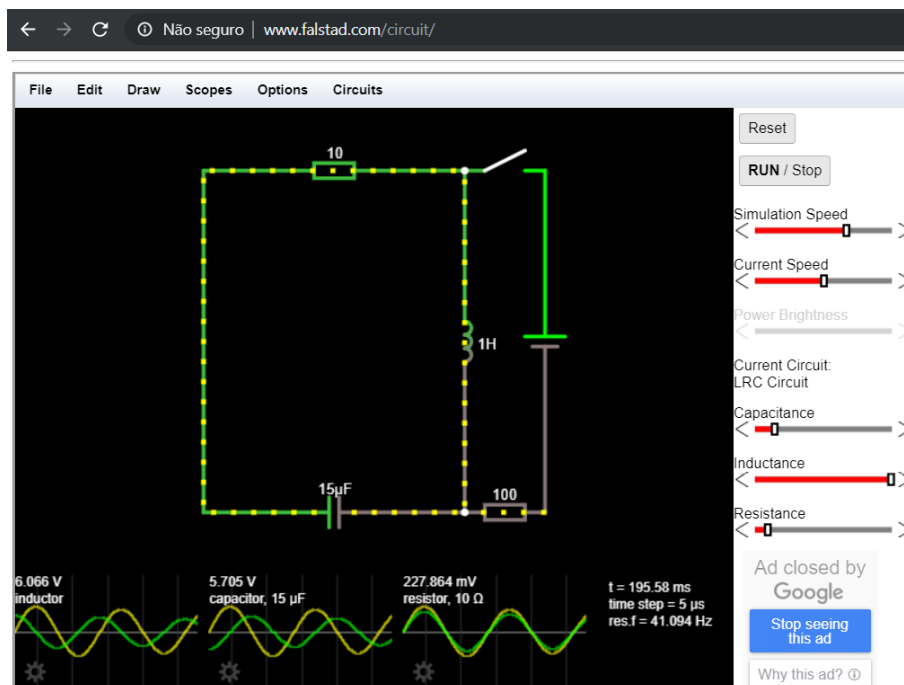 Não seguro | www.falstad.com/circuit/
File Edit Draw Scopes Options Circuits
Reset
RUN / Stop
Simulation Speed
Current Speed
Power Brightness
Current Circuit:
LRC Circuit
Capacitance
Inductance
Resistance
Ad closed by
Google
Stop seeing
this ad
Why this ad?
10
1H
15µF
100
6.066 V
inductor
5.705 V
capacitor, 15 µF
227.864 mV
resistor, 10 Ω
t = 195.58 ms
time step = 5 µs
res.f = 41.094 Hz